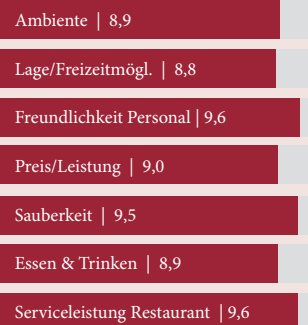 Ambiente | 8,9
Lage/Freizeitmögl. | 8,8
Freundlichkeit Personal | 9,6
Preis/Leistung | 9,0
Sauberkeit | 9,5
Essen & Trinken | 8,9
Serviceleistung Restaurant | 9,6